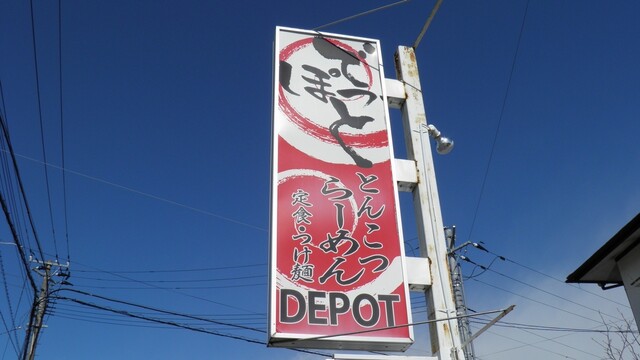 でっと
ぽ
とんこつ
らーめん
定食・つけ麺
DEPOT